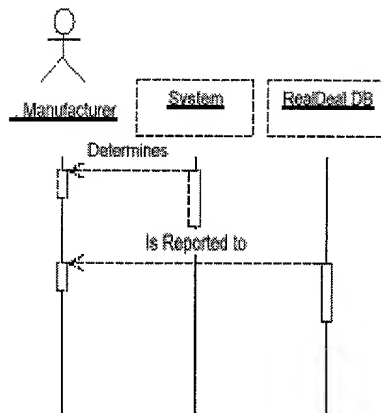 Manufacturer
System
RealDeal DB
Determines
Is Reported to